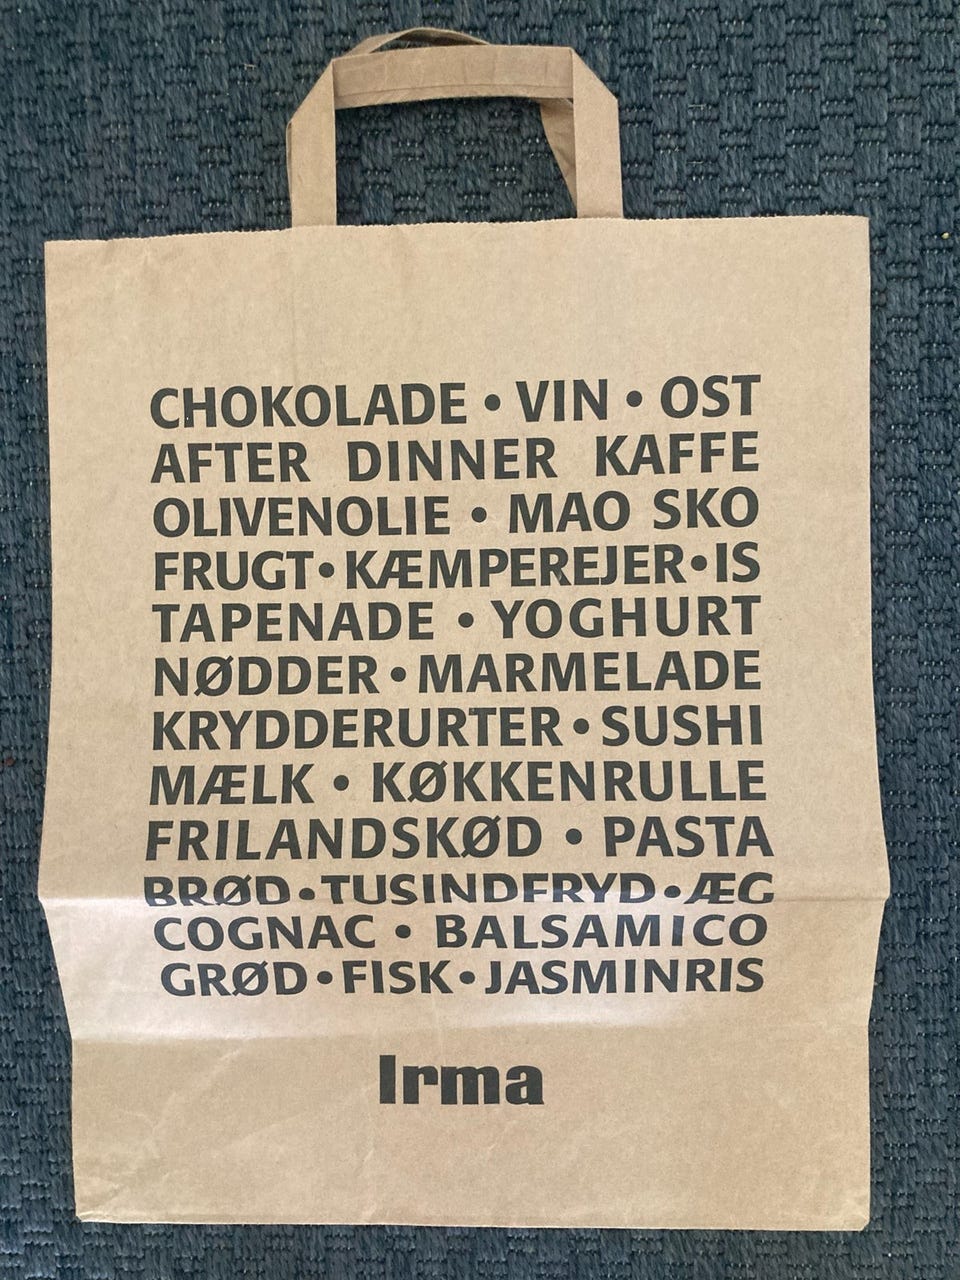 CHOKOLADE • VIN • OST
AFTER DINNER KAFFE
OLIVENOLIE • MAO SKO
FRUGT • KÆMPEREJER • IS
TAPENADE • YOGHURT
NØDDER • MARMELADE
KRYDDERURTER • SUSHI
MÆLK • KØKKENRULLE
FRILANDSKØD • PASTA
BRØD • TUSINDFRYD • ÆG
COGNAC • BALSAMICO
GRØD • FISK • JASMINRIS
Irma